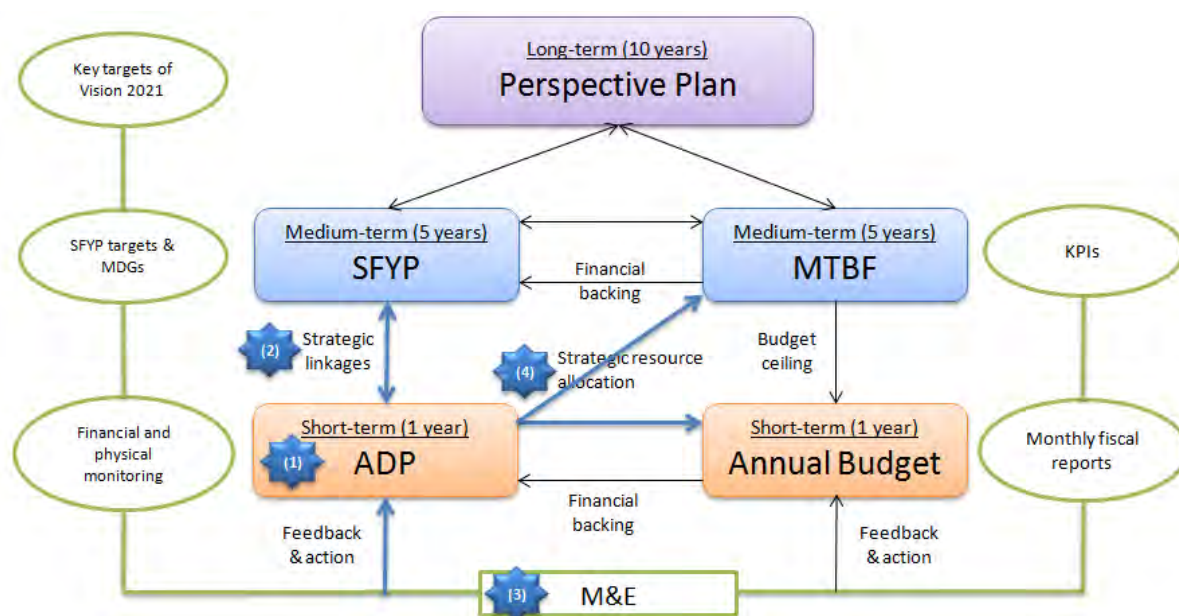 Long-term (10 years)
Perspective Plan
Key targets of
Vision 2021
Medium-term (5 years)
SFYP
Medium-term (5 years)
MTBF
SFYP targets &
MDGs
KPIs
Financial
backing
(2)
Strategic
linkages
(4)
Strategic resource
allocation
Budget
ceiling
Short-term (1 year)
(1)
ADP
Short-term (1 year)
Annual Budget
Financial and
physical
monitoring
Monthly fiscal
reports
Financial
backing
Feedback
& action
Feedback
& action
(3)
M&E